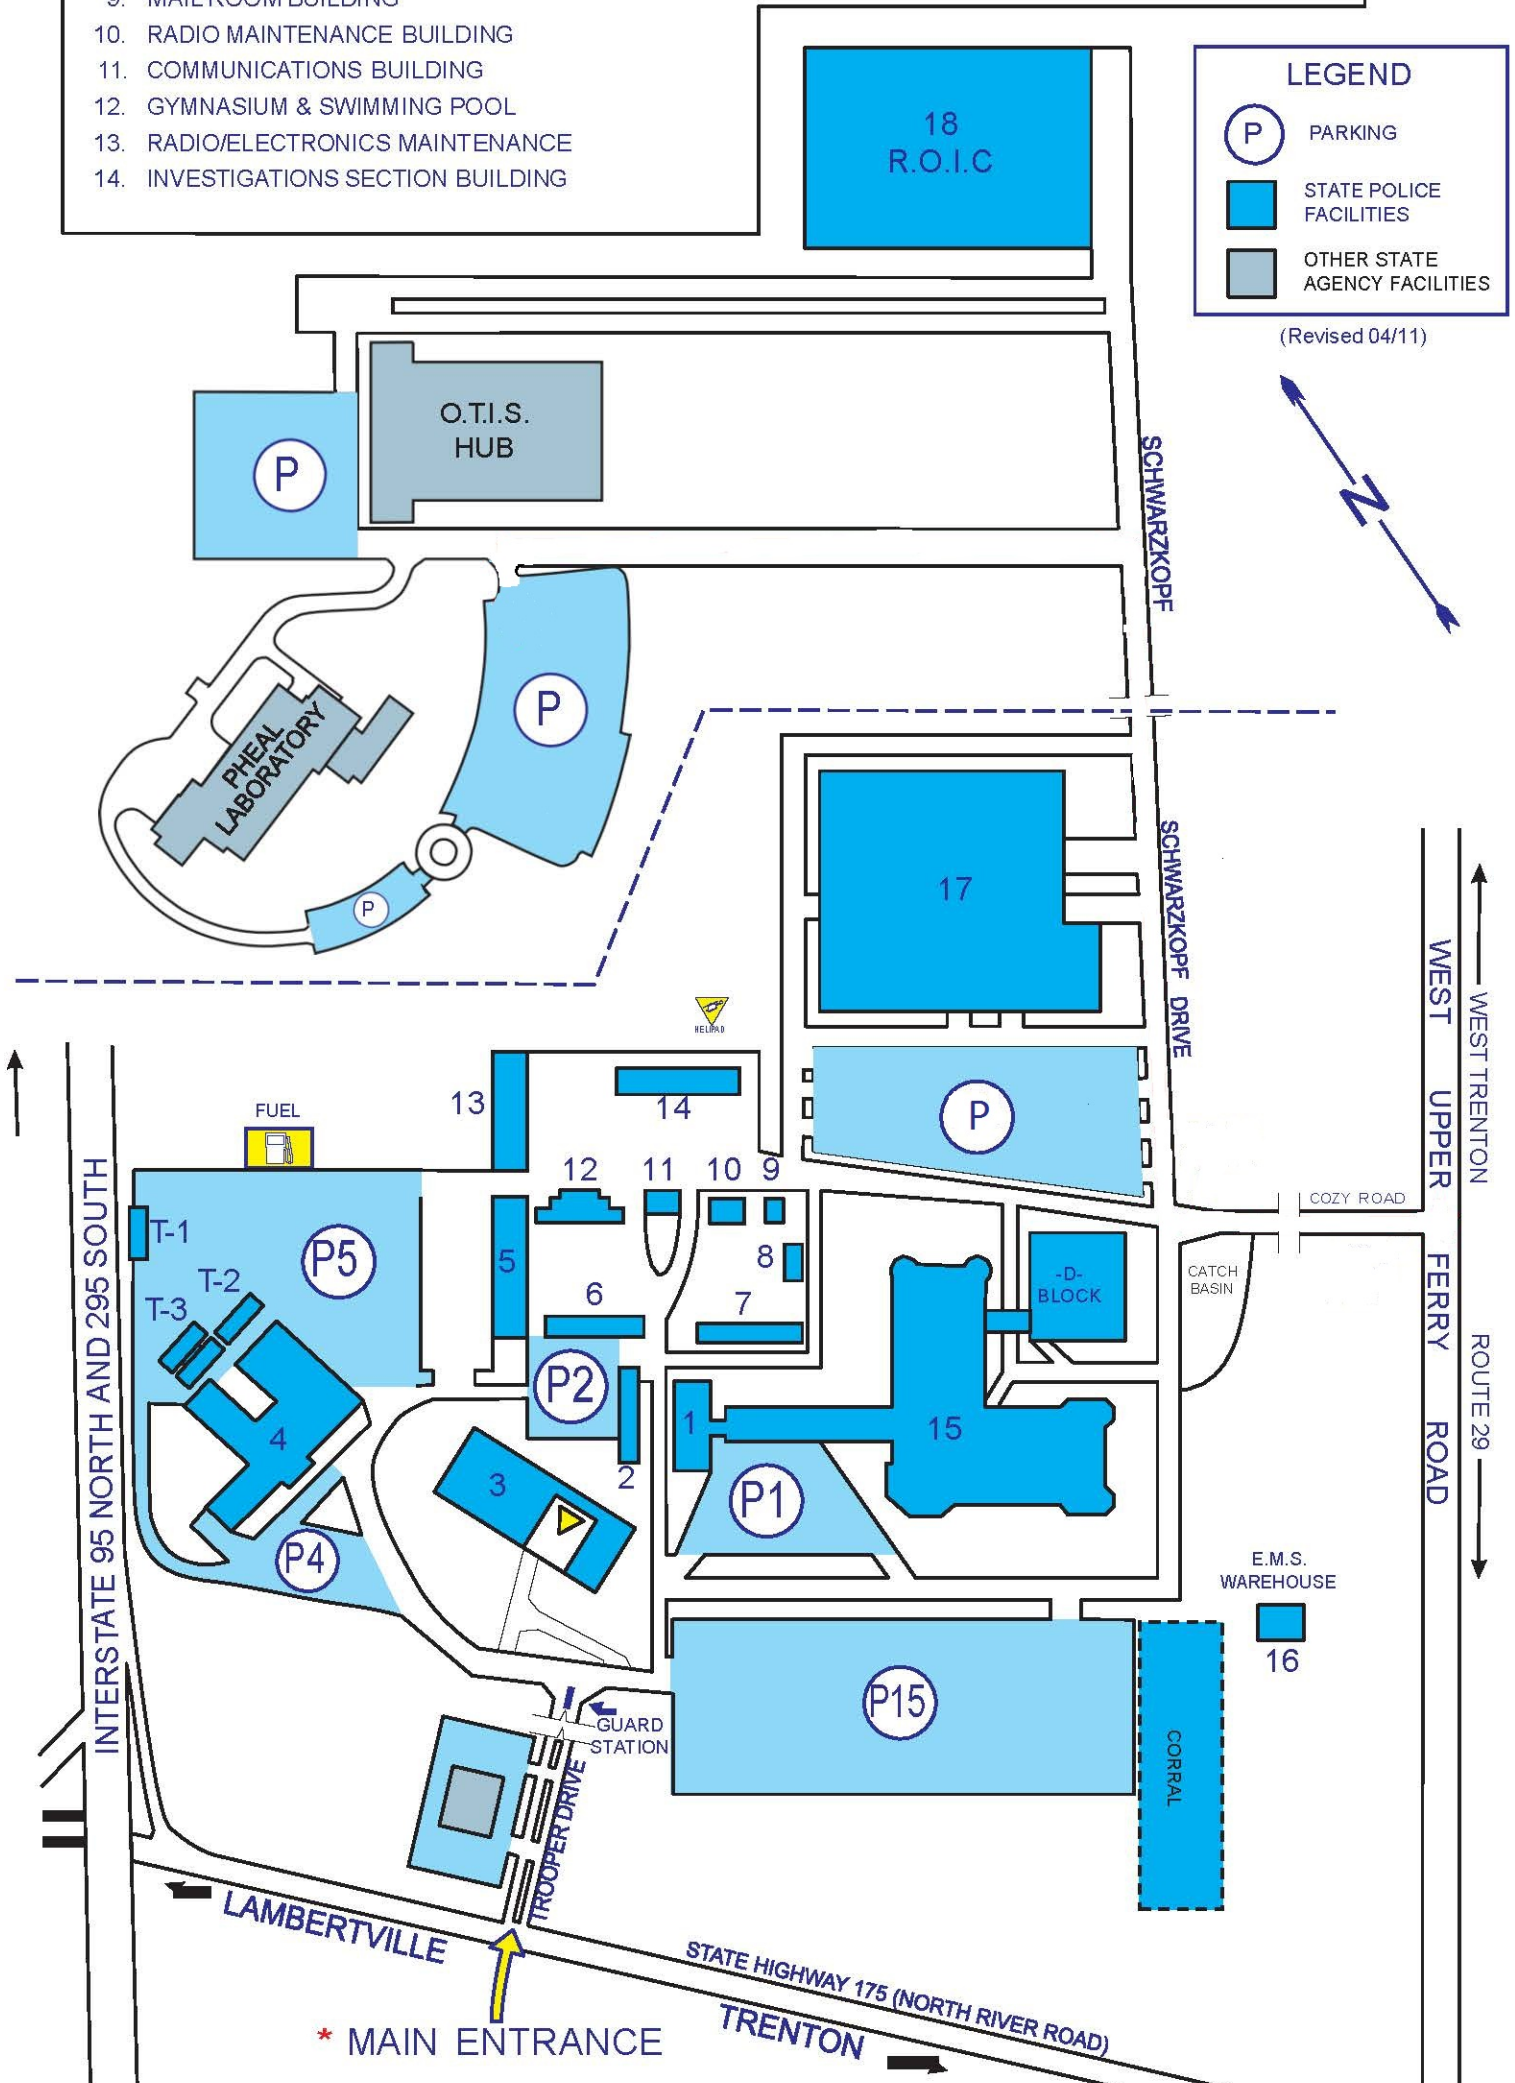 9. MAIL ROOM BUILDING
10. RADIO MAINTENANCE BUILDING
11. COMMUNICATIONS BUILDING
12. GYMNASIUM & SWIMMING POOL
13. RADIO/ELECTRONICS MAINTENANCE
14. INVESTIGATIONS SECTION BUILDING
18
R.O.I.C
LEGEND
P
PARKING
STATE POLICE
FACILITIES
OTHER STATE
AGENCY FACILITIES
(Revised 04/11)
N
O.T.I.S.
HUB
P
SCHWARZKOPF
P
PHEAL
LABORATORY
P
17
SCHWARZKOPF DRIVE
HELIPAD
WEST UPPER FERRY ROAD
WEST TRENTON
ROUTE 29
13
14
P
FUEL
12
11
10
9
COZY ROAD
T-1
P5
5
8
-D-
BLOCK
CATCH
BASIN
T-2
T-3
6
7
P2
1
15
4
3
2
P1
P4
INTERSTATE 95 NORTH AND 295 SOUTH
E.M.S.
WAREHOUSE
16
P15
CORRAL
GUARD
STATION
TROOPER DRIVE
LAMBERTVILLE
STATE HIGHWAY 175 (NORTH RIVER ROAD)
TRENTON
* MAIN ENTRANCE